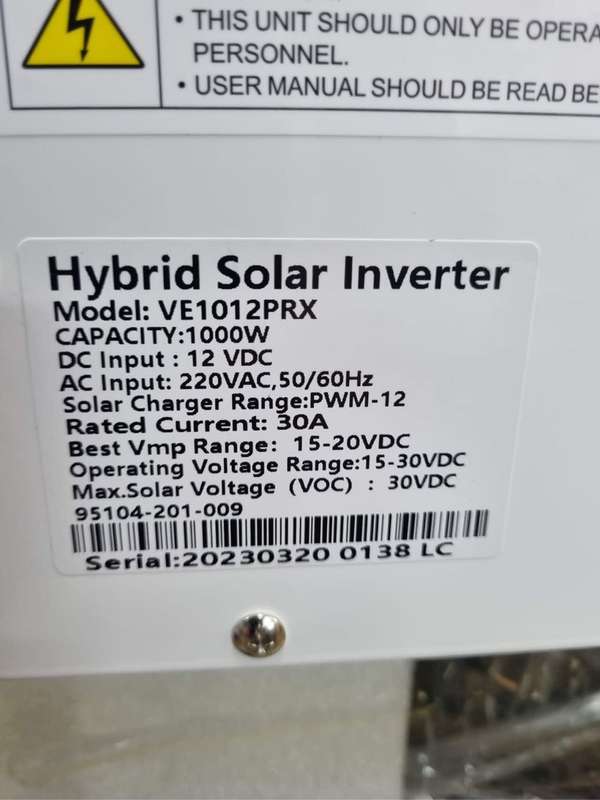 • THIS UNIT SHOULD ONLY BE OPERA
PERSONNEL.
• USER MANUAL SHOULD BE READ BE
Hybrid Solar Inverter
Model: VE1012PRX
CAPACITY:1000W
DC Input : 12 VDC
AC Input: 220VAC,50/60Hz
Solar Charger Range:PWM-12
Rated Current: 30A
Best Vmp Range: 15-20VDC
Operating Voltage Range:15-30VDC
Max.Solar Voltage (VOC) : 30VDC
95104-201-009
Serial:20230320 0138 LC